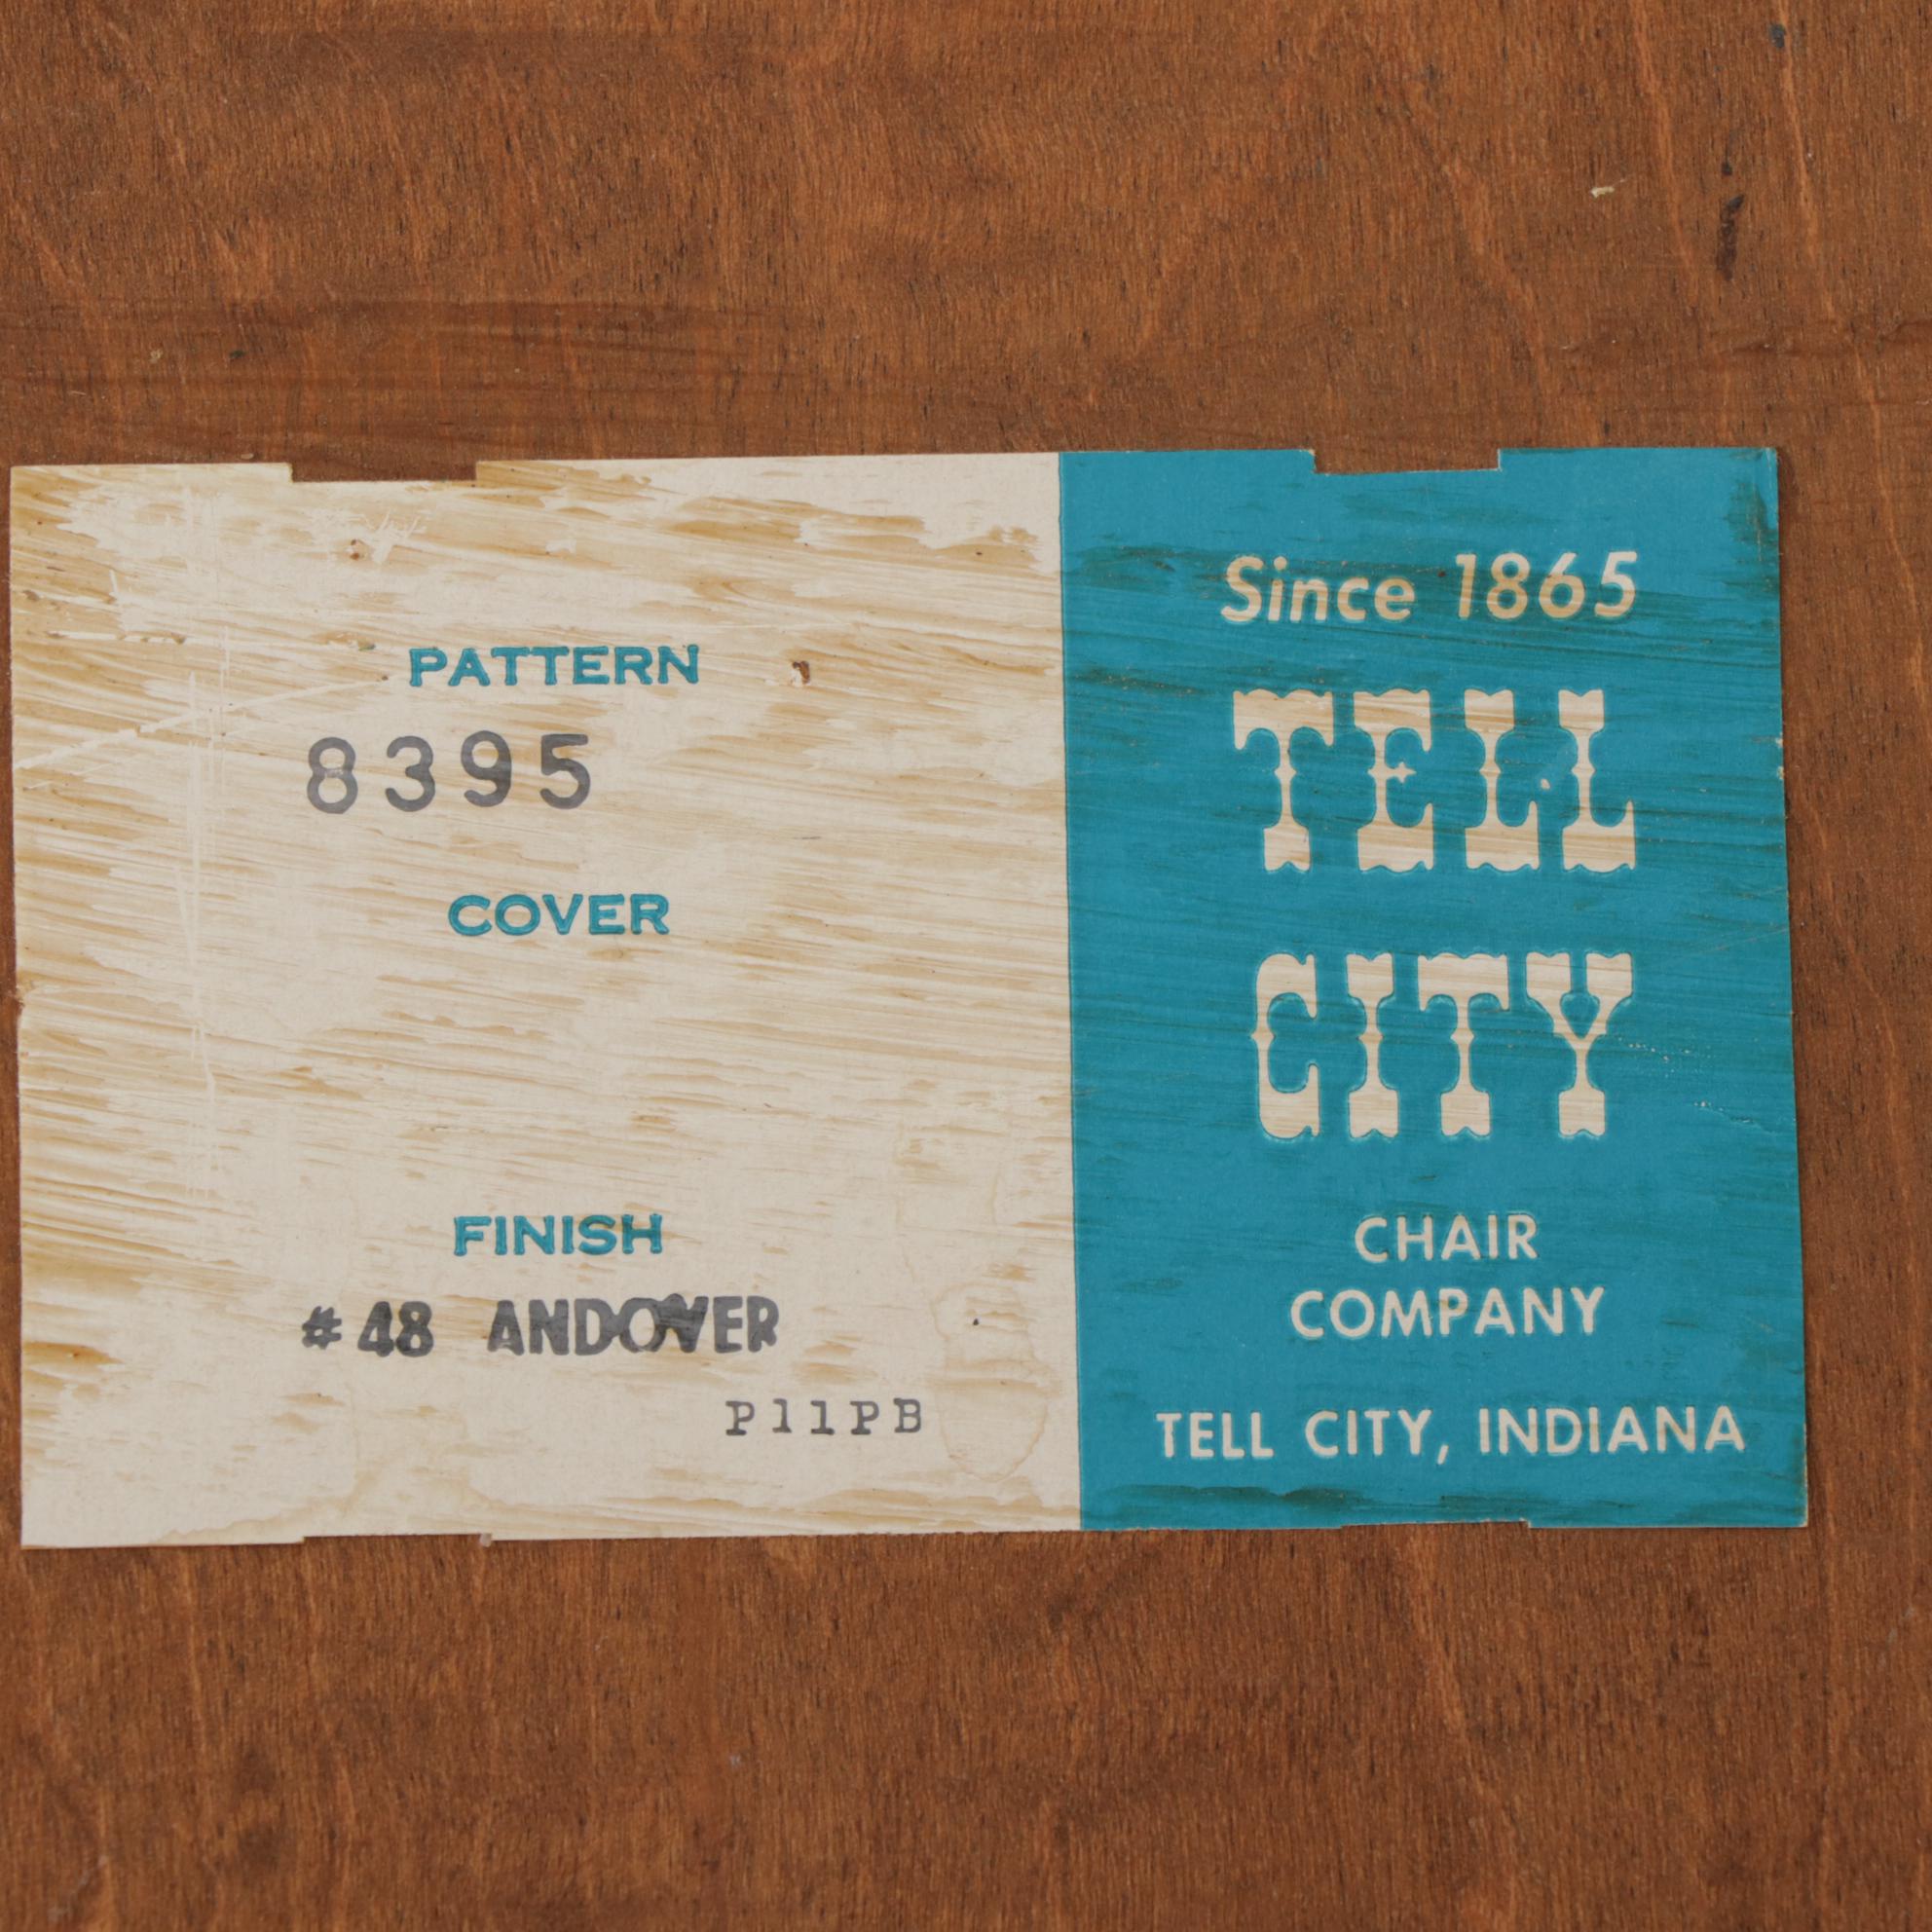 PATTERN
8395
COVER
FINISH
#48 ANDOVER
P11PB
Since 1865
TELL
CITY
CHAIR
COMPANY
TELL CITY, INDIANA